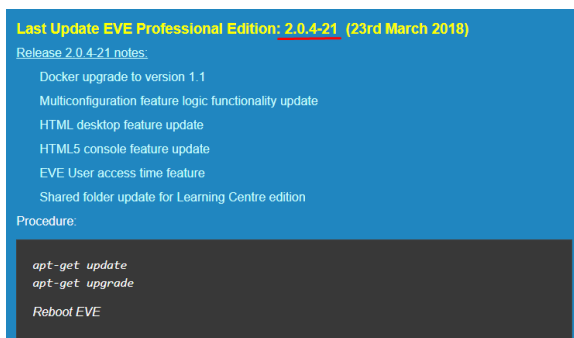 Last Update EVE Professional Edition: 2.0.4-21 (23rd March 2018)
Release 2.0.4-21 notes:
Docker upgrade to version 1.1
Multiconfiguration feature logic functionality update
HTML desktop feature update
HTML5 console feature update
EVE User access time feature
Shared folder update for Learning Centre edition
Procedure:
apt-get update
apt-get upgrade
Reboot EVE